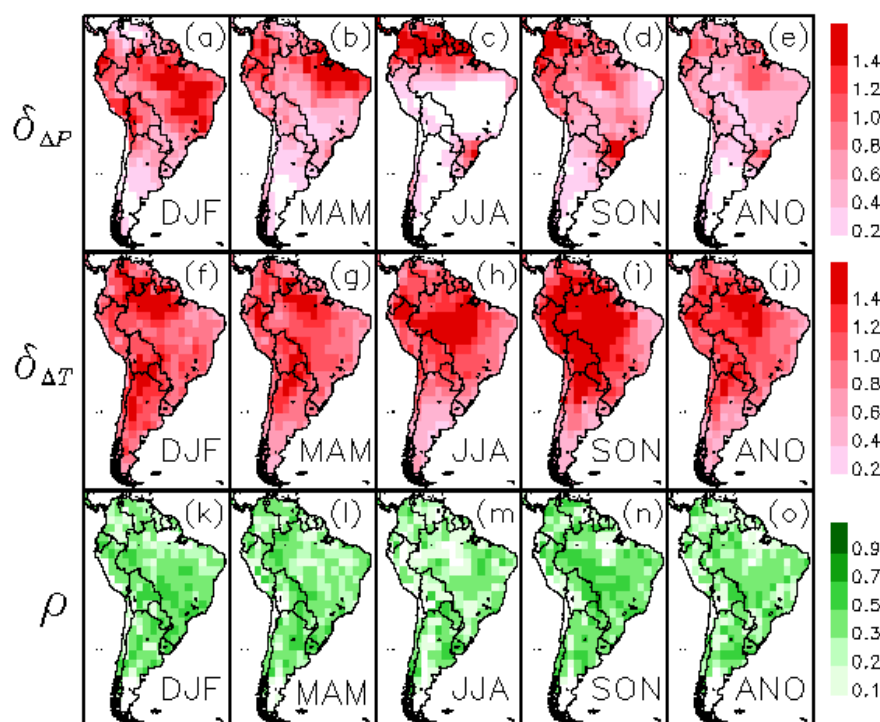 (a) (b) (c) (d) (e)
δΔP
DJF MAM JJA SON ANO
1.4
1.0
0.8
0.6
0.4
0.2
(f) (g) (h) (i) (j)
δΔT
DJF MAM JJA SON ANO
1.4
1.2
1.0
0.8
0.6
0.4
0.2
(k) (l) (m) (n) (o)
ρ
DJF MAM JJA SON ANO
0.9
0.7
0.5
0.3
0.2
0.1